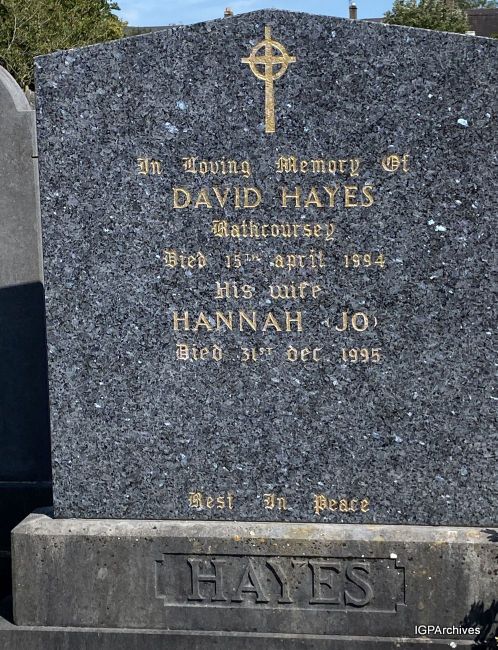 In Loving Memory Of
DAVID HAYES
Rathcoursey
Died 15TH april 1994
His wife
HANNAH (JO)
Died 31ST dec 1995
Rest In Peace
HAYES
IGPArchives